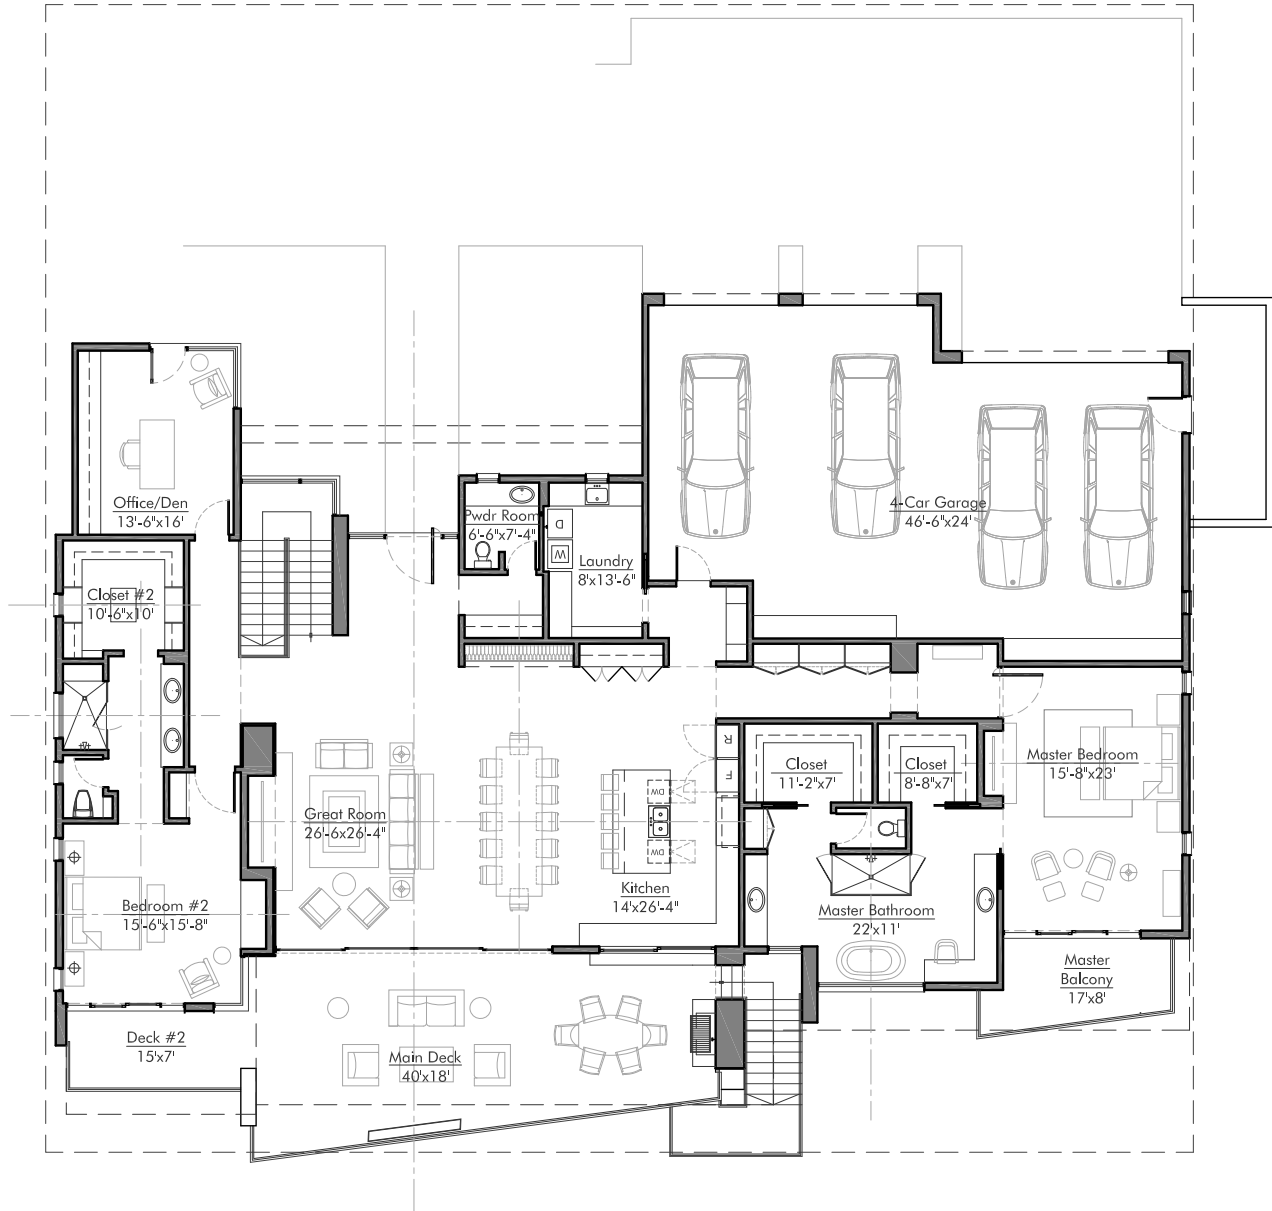 Office/Den
13'-6"x16'
Pwdr Room
6'-6"x7'-4"
D
W
Laundry
8'x13'-6"
4-Car Garage
46'-6"x24'
Closet #2
10'-6"x10'
Great Room
26'-6x26'-4"
R
F
DW
DW
Kitchen
14'x26'-4"
Closet
11'-2"x7'
Closet
8'-8"x7'
Master Bedroom
15'-8"x23'
Bedroom #2
15'-6"x15'-8"
Master Bathroom
22'x11'
Master
Balcony
17'x8'
Deck #2
15'x7'
Main Deck
40'x18'